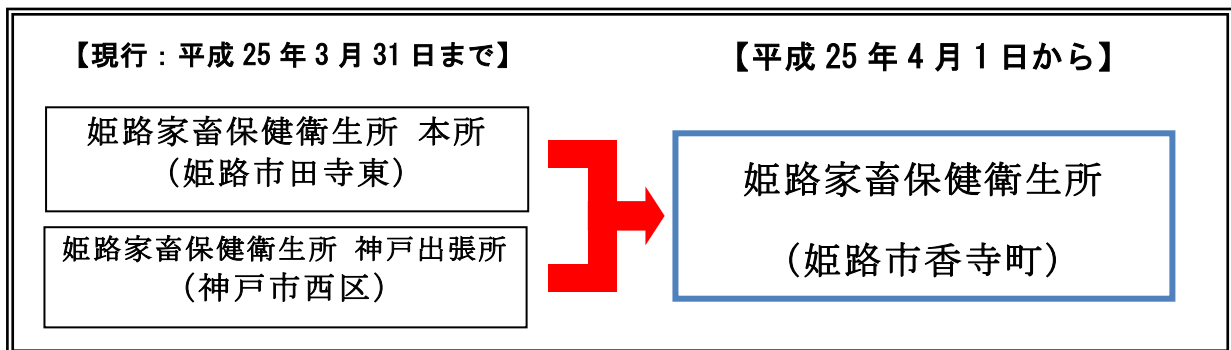 【現行：平成 25 年 3 月 31 日まで】
姫路家畜保健衛生所 本所
（姫路市田寺東）
姫路家畜保健衛生所 神戸出張所
（神戸市西区）
【平成 25 年 4 月 1 日から】
姫路家畜保健衛生所
（姫路市香寺町）